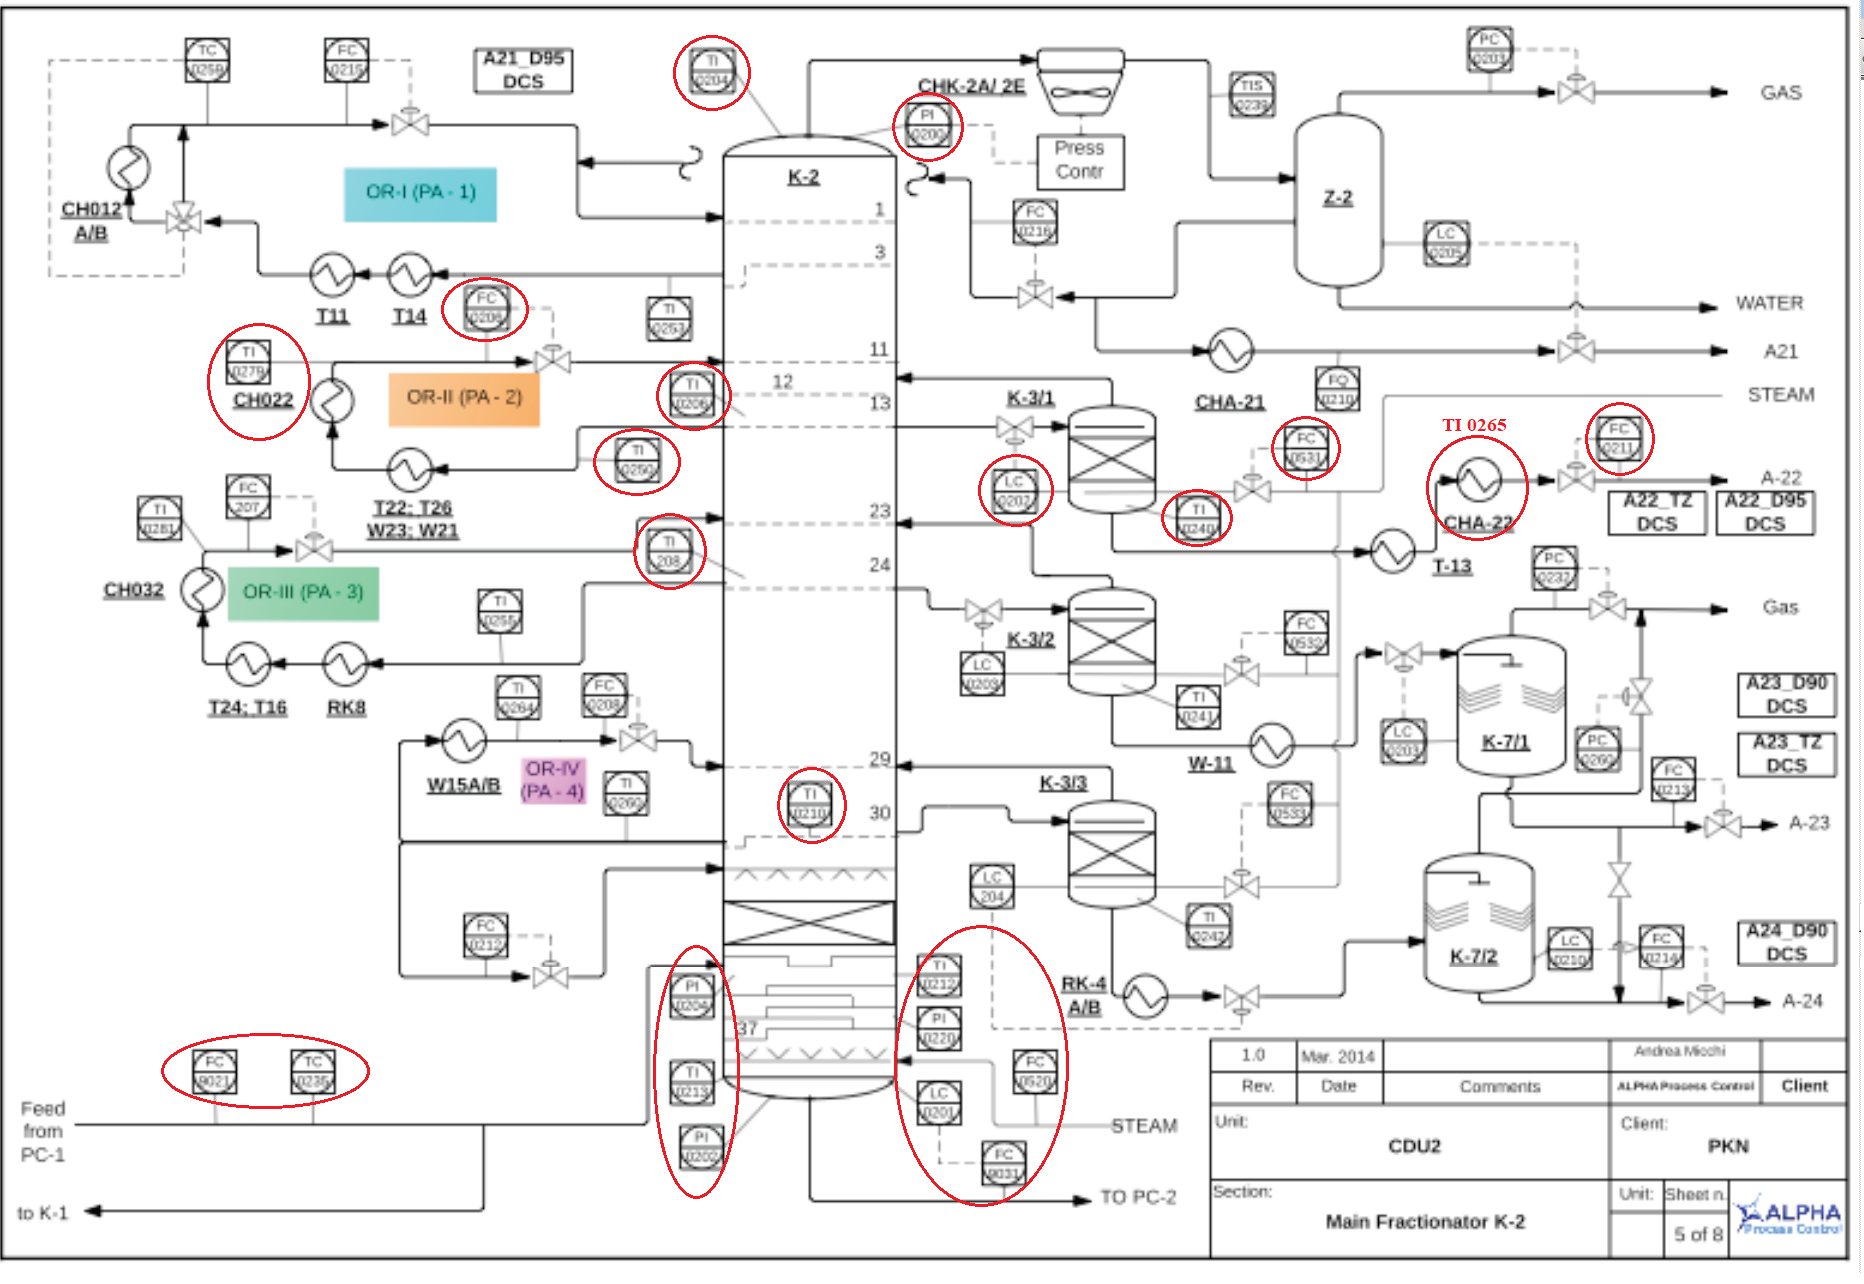 TC
0259
FC
0215
A21_D95
DCS
TI
0204
CHK-2A/ 2E
PI
0200
Press
Contr
TIS
0239
PC
0203
GAS
K-2
Z-2
OR-I (PA - 1)
CH012
A/B
1
3
FC
0216
LC
0205
T11
T14
FC
0206
TI
0253
WATER
TI
0279
CH022
OR-II (PA - 2)
TI
0206
11
12
13
K-3/1
CHA-21
FQ
0210
A21
STEAM
TI
0250
T22; T26
W23; W21
LC
0202
FC
0531
TI 0265
FC
0211
TI
0240
CHA-22
A-22
A22_TZ
DCS
A22_D95
DCS
TI
0281
FC
207
TI
208
23
24
T-13
CH032
OR-III (PA - 3)
TI
0255
K-3/2
LC
0203
FC
0532
TI
0241
PC
0232
Gas
T24; T16
RK8
TI
0264
FC
0208
W-11
LC
0203
K-7/1
PC
0260
A23_D90
DCS
A23_TZ
DCS
W15A/B
OR-IV
(PA - 4)
TI
0260
TI
0210
29
30
K-3/3
FC
0533
FC
0213
A-23
LC
204
TI
0242
FC
0212
K-7/2
LC
0210
FC
0214
A24_D90
DCS
A-24
RK-4
A/B
PI
0204
TI
0212
PI
0220
37
TI
0213
LC
0201
FC
0520
PI
0202
FC
9031
STEAM
TO PC-2
FC
9021
TC
0235
Feed
from
PC-1
to K-1
1.0
Mar. 2014
Andrea Micchi
Rev.
Date
Comments
ALPHA Process Control
Client
Unit:
CDU2
Client:
PKN
Section:
Main Fractionator K-2
Unit:
Sheet n.
5 of 8
ALPHA
Process Control